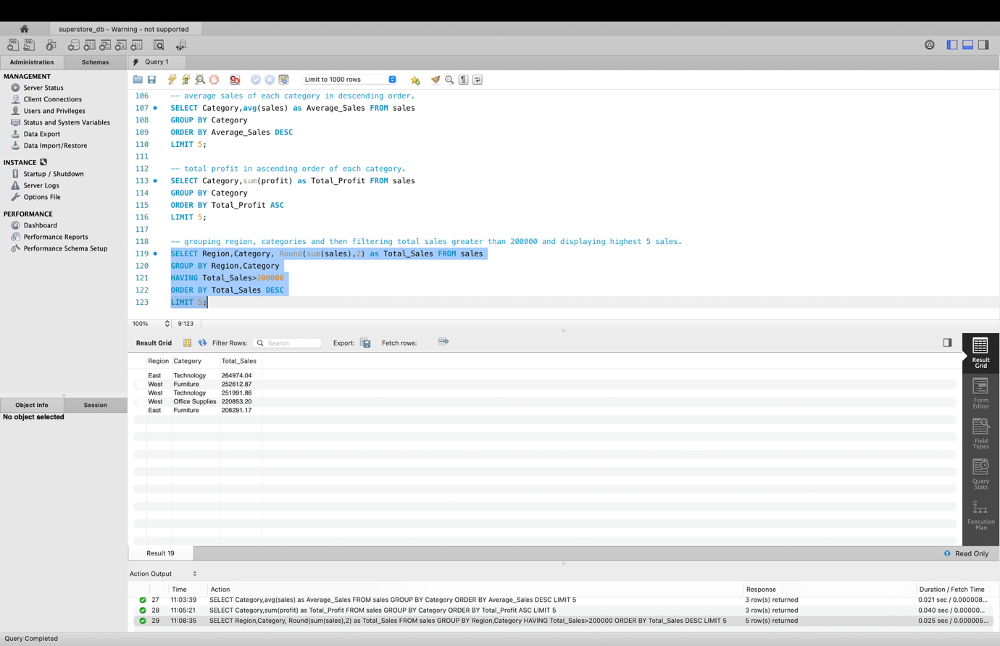 superstore_db - Warning - not supported
Administration Schemas
Query 1
MANAGEMENT
Server Status
Client Connections
Users and Privileges
Status and System Variables
Data Export
Data Import/Restore
INSTANCE
Startup / Shutdown
Server Logs
Options File
PERFORMANCE
Dashboard
Performance Reports
Performance Schema Setup
Object Info Session
No object selected
Limit to 1000 rows
106 -- average sales of each category in descending order.
107 SELECT Category,avg(sales) as Average_Sales FROM sales
108 GROUP BY Category
109 ORDER BY Average_Sales DESC
110 LIMIT 5;
111
112 -- total profit in ascending order of each category.
113 SELECT Category,sum(profit) as Total_Profit FROM sales
114 GROUP BY Category
115 ORDER BY Total_Profit ASC
116 LIMIT 5;
117
118 -- grouping region, categories and then filtering total sales greater than 200000 and displaying highest 5 sales.
119 SELECT Region,Category, Round(sum(sales),2) as Total_Sales FROM sales
120 GROUP BY Region,Category
121 HAVING Total_Sales>200000
122 ORDER BY Total_Sales DESC
123 LIMIT 5;
100% 9:123
Result Grid Filter Rows: Search Export: Fetch rows:
Region Category Total_Sales
East Technology 264974.04
West Furniture 252612.87
West Technology 251991.86
West Office Supplies 220853.20
East Furniture 208291.17
Result
Grid
Form
Editor
Field
Types
Query
Stats
Execution
Plan
Result 19
Read Only
Action Output
Time Action Response Duration / Fetch Time
27 11:03:39 SELECT Category,avg(sales) as Average_Sales FROM sales GROUP BY Category ORDER BY Average_Sales DESC LIMIT 5 3 row(s) returned 0.021 sec / 0.000008...
28 11:05:21 SELECT Category,sum(profit) as Total_Profit FROM sales GROUP BY Category ORDER BY Total_Profit ASC LIMIT 5 3 row(s) returned 0.040 sec / 0.00000...
29 11:08:35 SELECT Region,Category, Round(sum(sales),2) as Total_Sales FROM sales GROUP BY Region,Category HAVING Total_Sales>200000 ORDER BY Total_Sales DESC LIMIT 5 5 row(s) returned 0.025 sec / 0.000005...
Query Completed